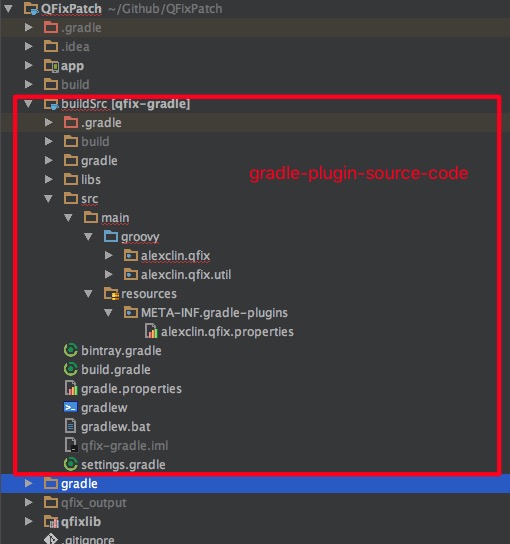 QFixPatch ~/Github/QFixPatch
.gradle
.idea
app
build
buildSrc [qfix-gradle]
.gradle
build
gradle
libs
gradle-plugin-source-code
src
main
groovy
alexclin.qfix
alexclin.qfix.util
resources
META-INF.gradle-plugins
alexclin.qfix.properties
bintray.gradle
build.gradle
gradle.properties
gradlew
gradlew.bat
qfix-gradle.iml
settings.gradle
gradle
qfix_output
qfixlib
.gitignore